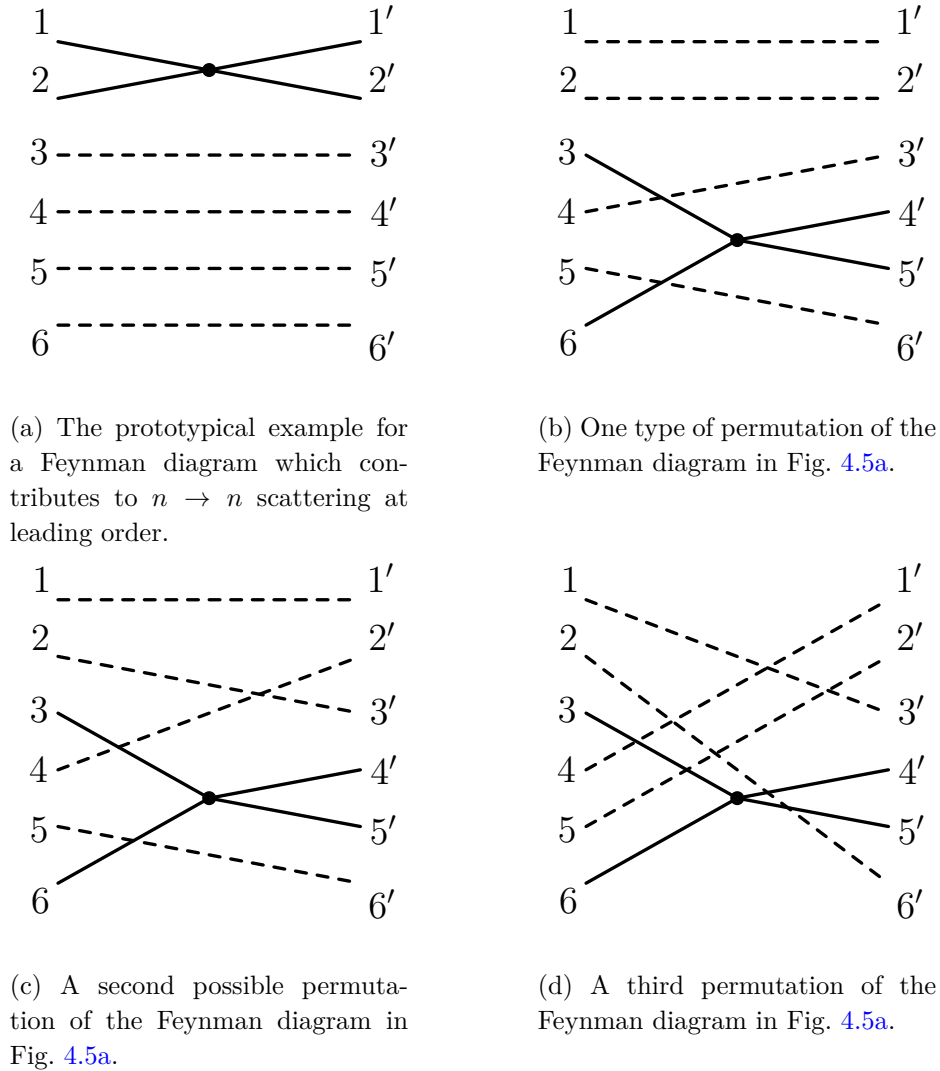 1 1′ 1 1′
2 2′ 2 2′
3 3′ 3 3′
4 4′ 4 4′
5 5′ 5 5′
6 6′ 6 6′
(a) The prototypical example for
a Feynman diagram which con-
tributes to n → n scattering at
leading order.
(b) One type of permutation of the
Feynman diagram in Fig. 4.5a.
1 1′ 1 1′
2 2′ 2 2′
3 3′ 3 3′
4 4′ 4 4′
5 5′ 5 5′
6 6′ 6 6′
(c) A second possible permuta-
tion of the Feynman diagram in
Fig. 4.5a.
(d) A third permutation of the
Feynman diagram in Fig. 4.5a.